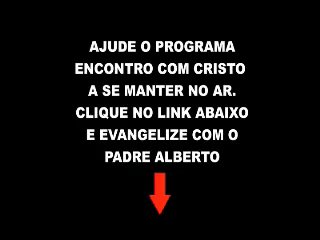 AJUDE O PROGRAMA
ENCONTRO COM CRISTO
A SE MANTER NO AR.
CLIQUE NO LINK ABAIXO
E EVANGELIZE COM O
PADRE ALBERTO